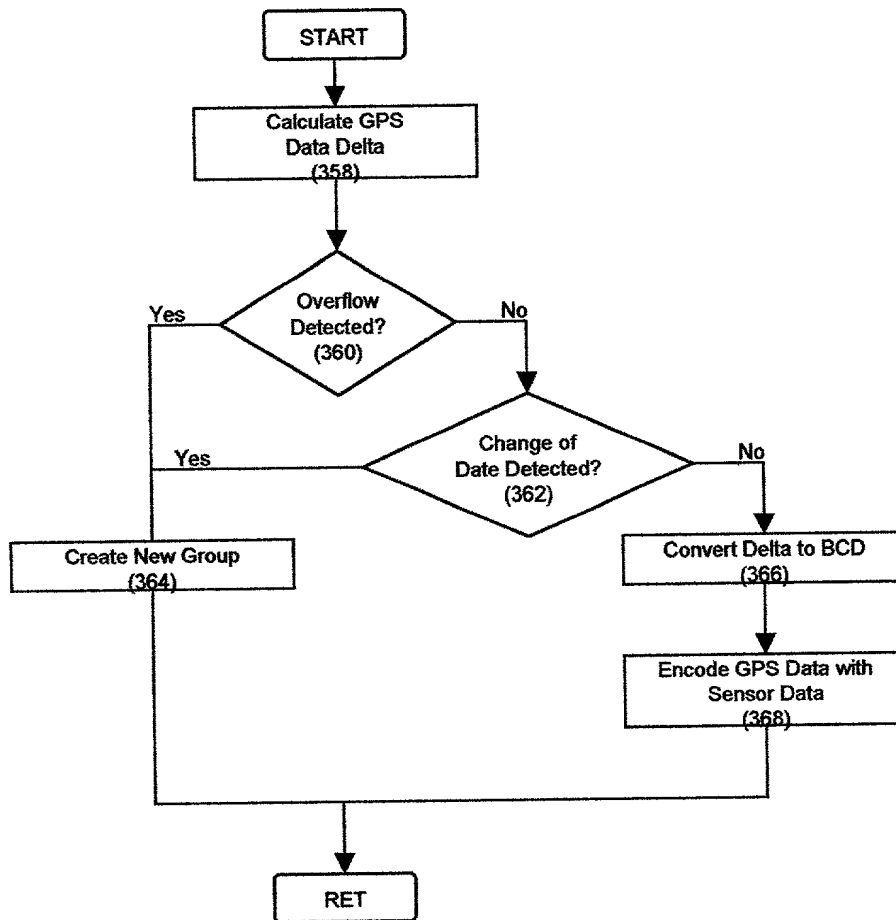 START
Calculate GPS
Data Delta
(358)
Overflow
Detected?
(360)
Yes
No
Change of
Date Detected?
(362)
Yes
No
Create New Group
(364)
Convert Delta to BCD
(366)
Encode GPS Data with
Sensor Data
(368)
RET